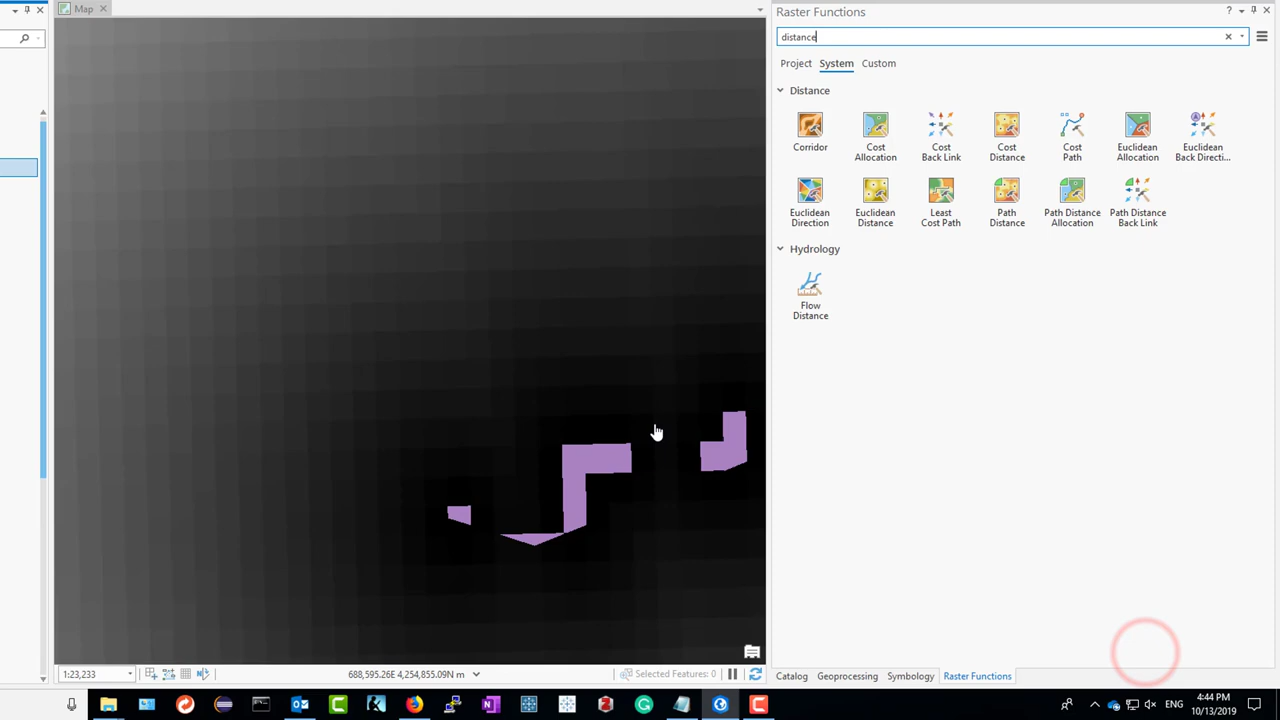 Map
Raster Functions
distance
Project System Custom
Distance
Corridor
Cost
Allocation
Cost
Back Link
Cost
Distance
Cost
Path
Euclidean
Allocation
Euclidean
Back Directi...
Euclidean
Direction
Euclidean
Distance
Least
Cost Path
Path
Distance
Path Distance
Allocation
Path Distance
Back Link
Hydrology
Flow
Distance
1:23,233
688,595.26E 4,254,855.09N m
Selected Features: 0
Catalog Geoprocessing Symbology Raster Functions
ENG
4:44 PM
10/13/2019